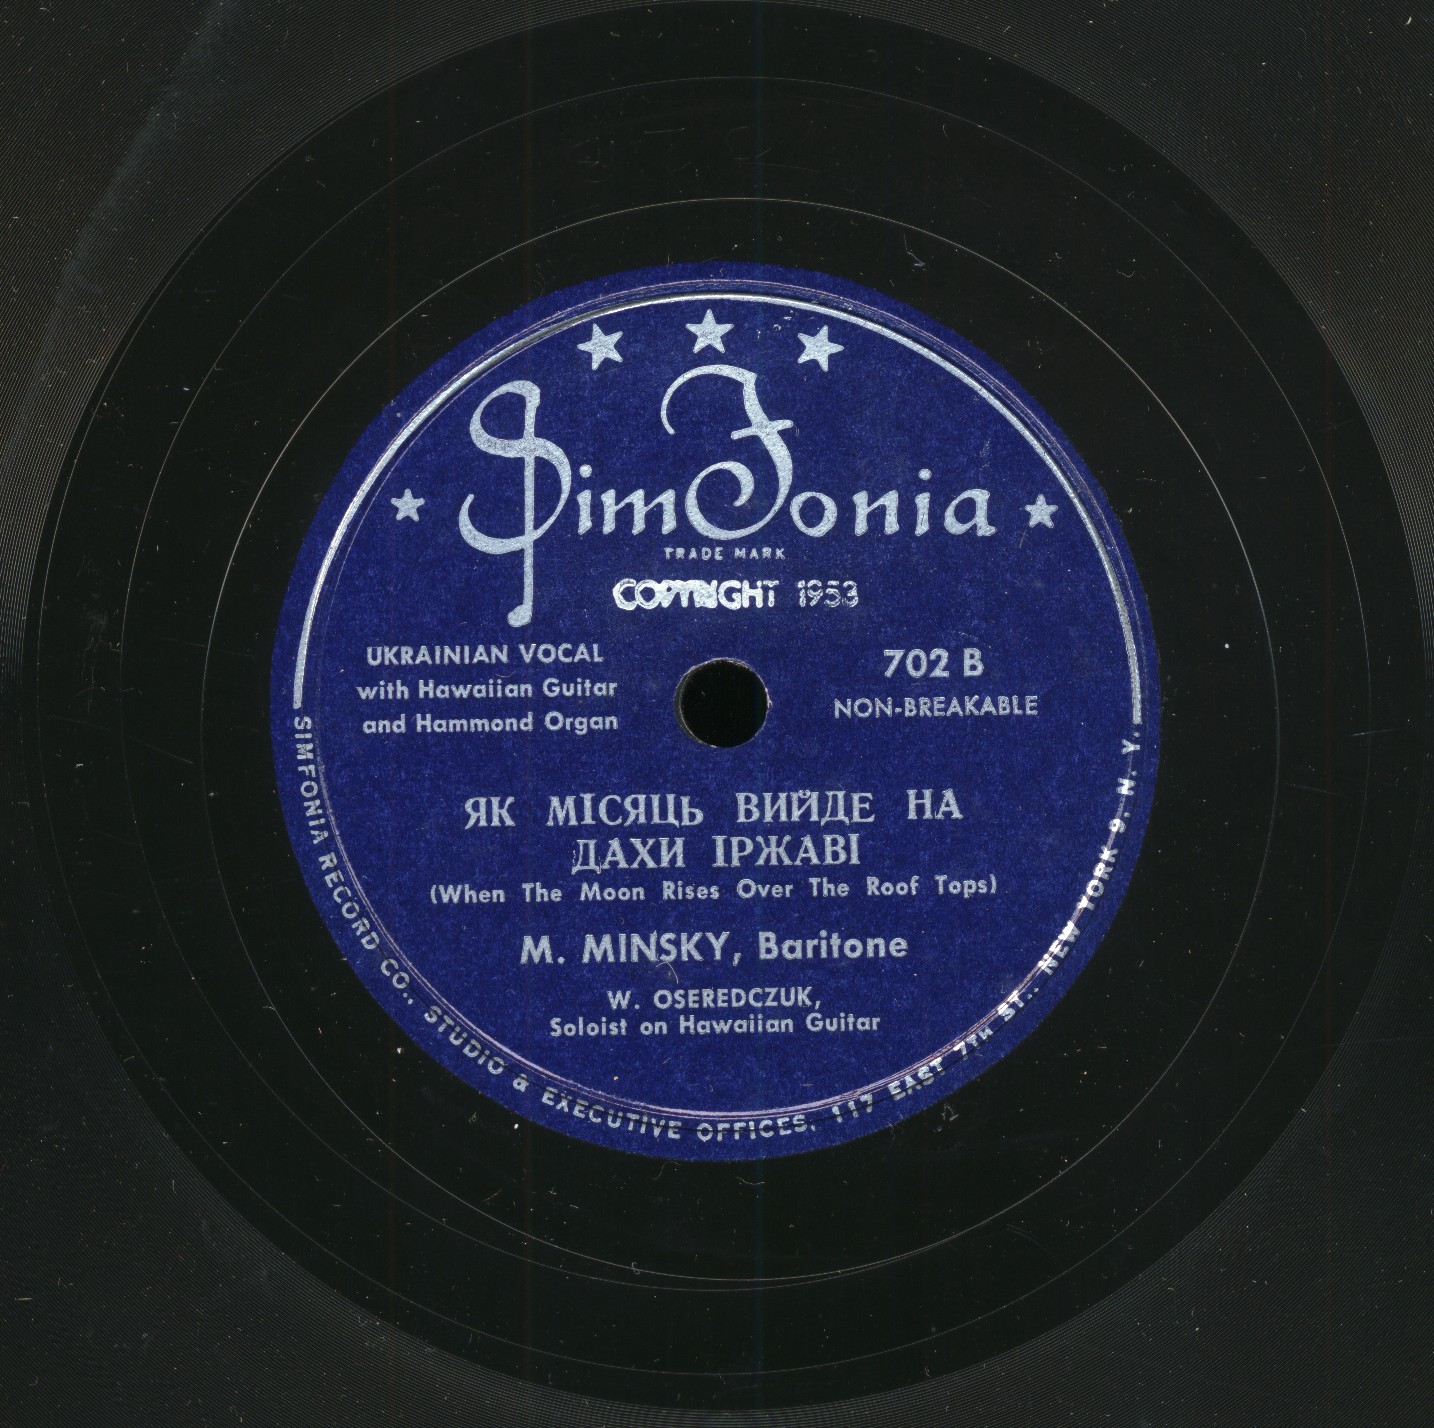 SimFonia
TRADE MARK
COPYRIGHT 1953
UKRAINIAN VOCAL
with Hawaiian Guitar
and Hammond Organ
702 B
NON-BREAKABLE
ЯК МІСЯЦЬ ВИЙДЕ НА
ДАХИ ІРЖАВІ
(When The Moon Rises Over The Roof Tops)
M. MINSKY, Baritone
W. OSEREDCZUK,
Soloist on Hawaiian Guitar
SIMFONIA RECORD CO., STUDIO & EXECUTIVE OFFICES, 117 EAST 7TH ST., NEW YORK 9, N. Y.